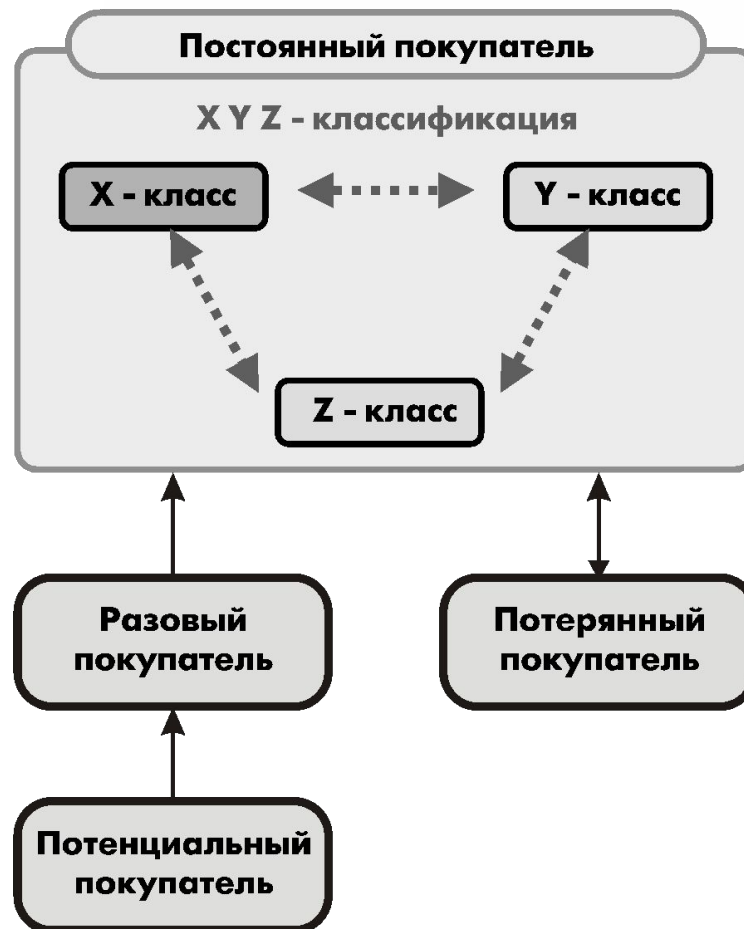 Постоянный покупатель
X Y Z - классификация
X - класс
Y - класс
Z - класс
Разовый
покупатель
Потерянный
покупатель
Потенциальный
покупатель